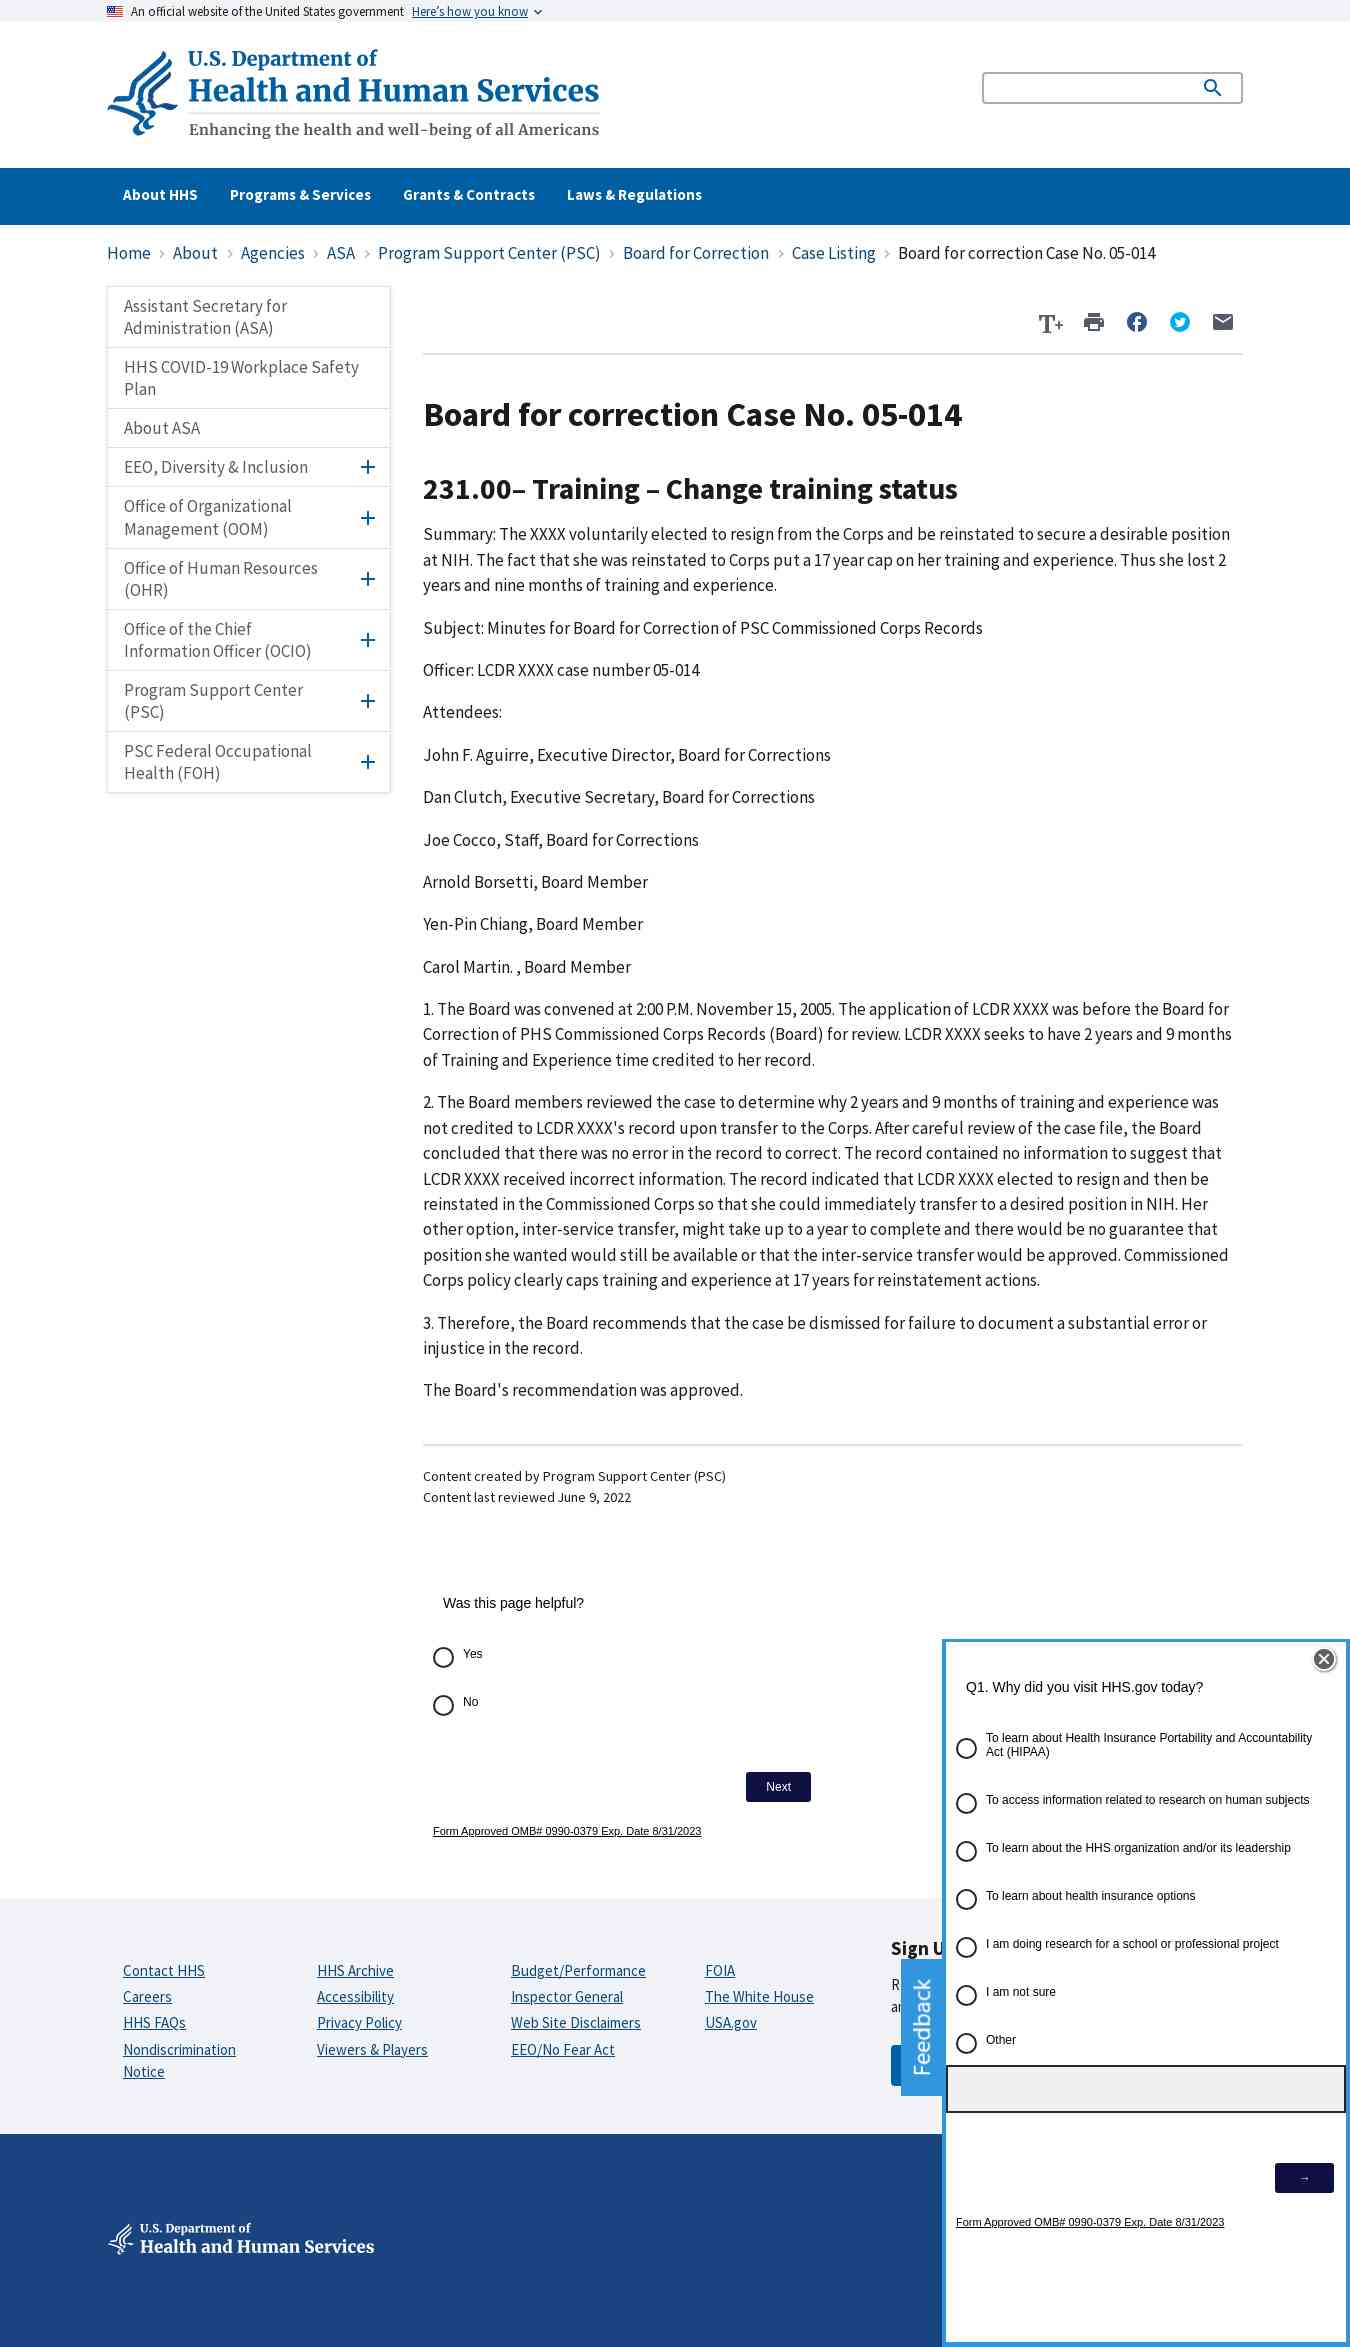 An official website of the United States government Here's how you know
U.S. Department of
Health and Human Services
Enhancing the health and well-being of all Americans
About HHS Programs & Services Grants & Contracts Laws & Regulations
Home › About › Agencies › ASA › Program Support Center (PSC) › Board for Correction › Case Listing › Board for correction Case No. 05-014
Assistant Secretary for
Administration (ASA)
HHS COVID-19 Workplace Safety
Plan
About ASA
EEO, Diversity & Inclusion
Office of Organizational
Management (OOM)
Office of Human Resources
(OHR)
Office of the Chief
Information Officer (OCIO)
Program Support Center
(PSC)
PSC Federal Occupational
Health (FOH)
T+
Board for correction Case No. 05-014
231.00– Training – Change training status
Summary: The XXXX voluntarily elected to resign from the Corps and be reinstated to secure a desirable position
at NIH. The fact that she was reinstated to Corps put a 17 year cap on her training and experience. Thus she lost 2
years and nine months of training and experience.
Subject: Minutes for Board for Correction of PSC Commissioned Corps Records
Officer: LCDR XXXX case number 05-014
Attendees:
John F. Aguirre, Executive Director, Board for Corrections
Dan Clutch, Executive Secretary, Board for Corrections
Joe Cocco, Staff, Board for Corrections
Arnold Borsetti, Board Member
Yen-Pin Chiang, Board Member
Carol Martin. , Board Member
1. The Board was convened at 2:00 P.M. November 15, 2005. The application of LCDR XXXX was before the Board for
Correction of PHS Commissioned Corps Records (Board) for review. LCDR XXXX seeks to have 2 years and 9 months
of Training and Experience time credited to her record.
2. The Board members reviewed the case to determine why 2 years and 9 months of training and experience was
not credited to LCDR XXXX's record upon transfer to the Corps. After careful review of the case file, the Board
concluded that there was no error in the record to correct. The record contained no information to suggest that
LCDR XXXX received incorrect information. The record indicated that LCDR XXXX elected to resign and then be
reinstated in the Commissioned Corps so that she could immediately transfer to a desired position in NIH. Her
other option, inter-service transfer, might take up to a year to complete and there would be no guarantee that
position she wanted would still be available or that the inter-service transfer would be approved. Commissioned
Corps policy clearly caps training and experience at 17 years for reinstatement actions.
3. Therefore, the Board recommends that the case be dismissed for failure to document a substantial error or
injustice in the record.
The Board's recommendation was approved.
Content created by Program Support Center (PSC)
Content last reviewed June 9, 2022
Was this page helpful?
Yes
No
Next
Form Approved OMB# 0990-0379 Exp. Date 8/31/2023
Q1. Why did you visit HHS.gov today?
To learn about Health Insurance Portability and Accountability
Act (HIPAA)
To access information related to research on human subjects
To learn about the HHS organization and/or its leadership
To learn about health insurance options
I am doing research for a school or professional project
I am not sure
Other
→
Form Approved OMB# 0990-0379 Exp. Date 8/31/2023
Feedback
Contact HHS
Careers
HHS FAQs
Nondiscrimination
Notice
HHS Archive
Accessibility
Privacy Policy
Viewers & Players
Budget/Performance
Inspector General
Web Site Disclaimers
EEO/No Fear Act
FOIA
The White House
USA.gov
Sign
U.S. Department of
Health and Human Services